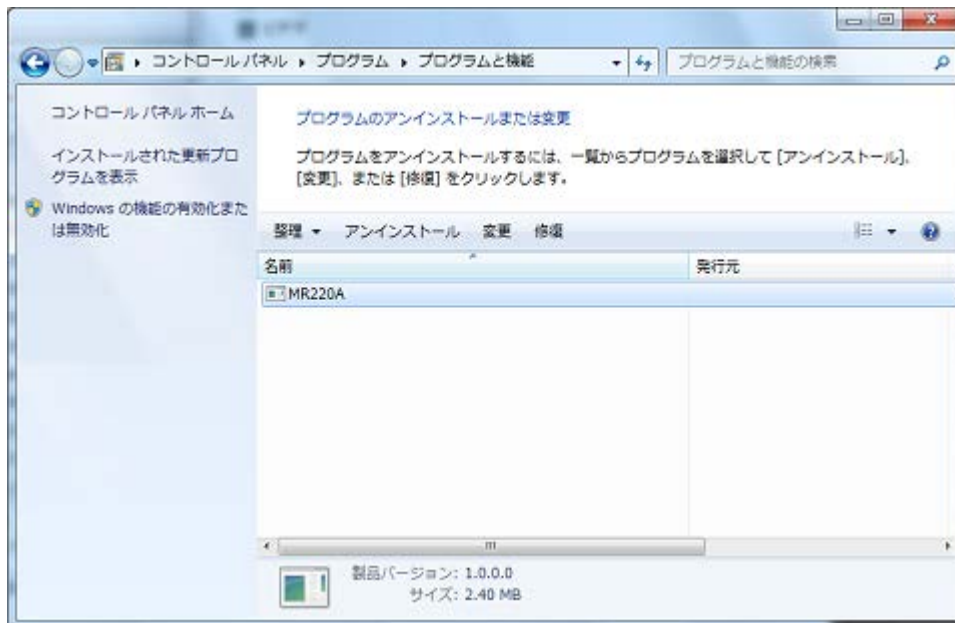 コントロール パネル ▸ プログラム ▸ プログラムと機能
プログラムと機能の検索
コントロール パネル ホーム
インストールされた更新プロ
グラムを表示
Windows の機能の有効化また
は無効化
プログラムのアンインストールまたは変更
プログラムをアンインストールするには、一覧からプログラムを選択して [アンインストール]、
[変更]、または [修復] をクリックします。
整理 アンインストール 変更 修復
名前 発行元
MR220A
製品バージョン: 1.0.0.0
サイズ: 2.40 MB